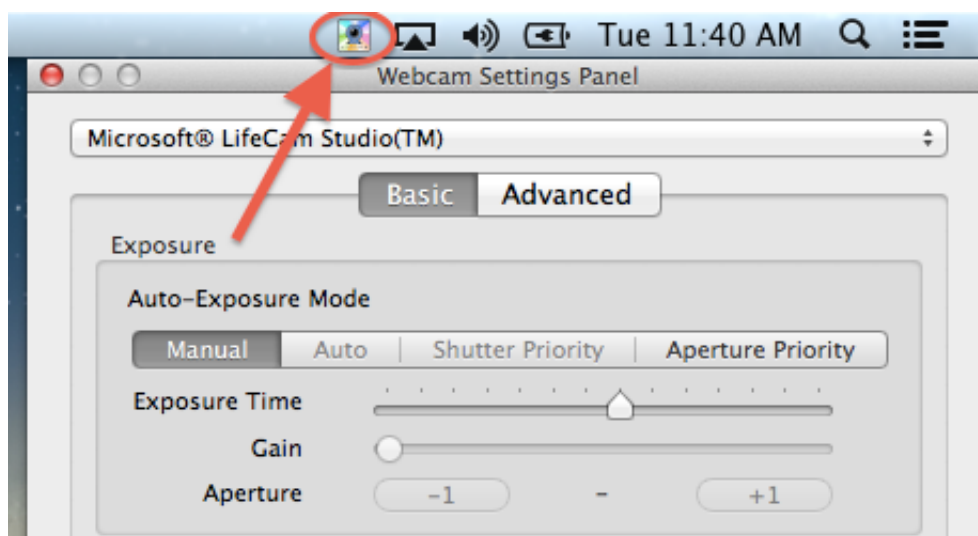 Tue 11:40 AM
Webcam Settings Panel
Microsoft® LifeCam Studio(TM)
Basic Advanced
Exposure
Auto-Exposure Mode
Manual Auto Shutter Priority Aperture Priority
Exposure Time
Gain
Aperture -1 - +1